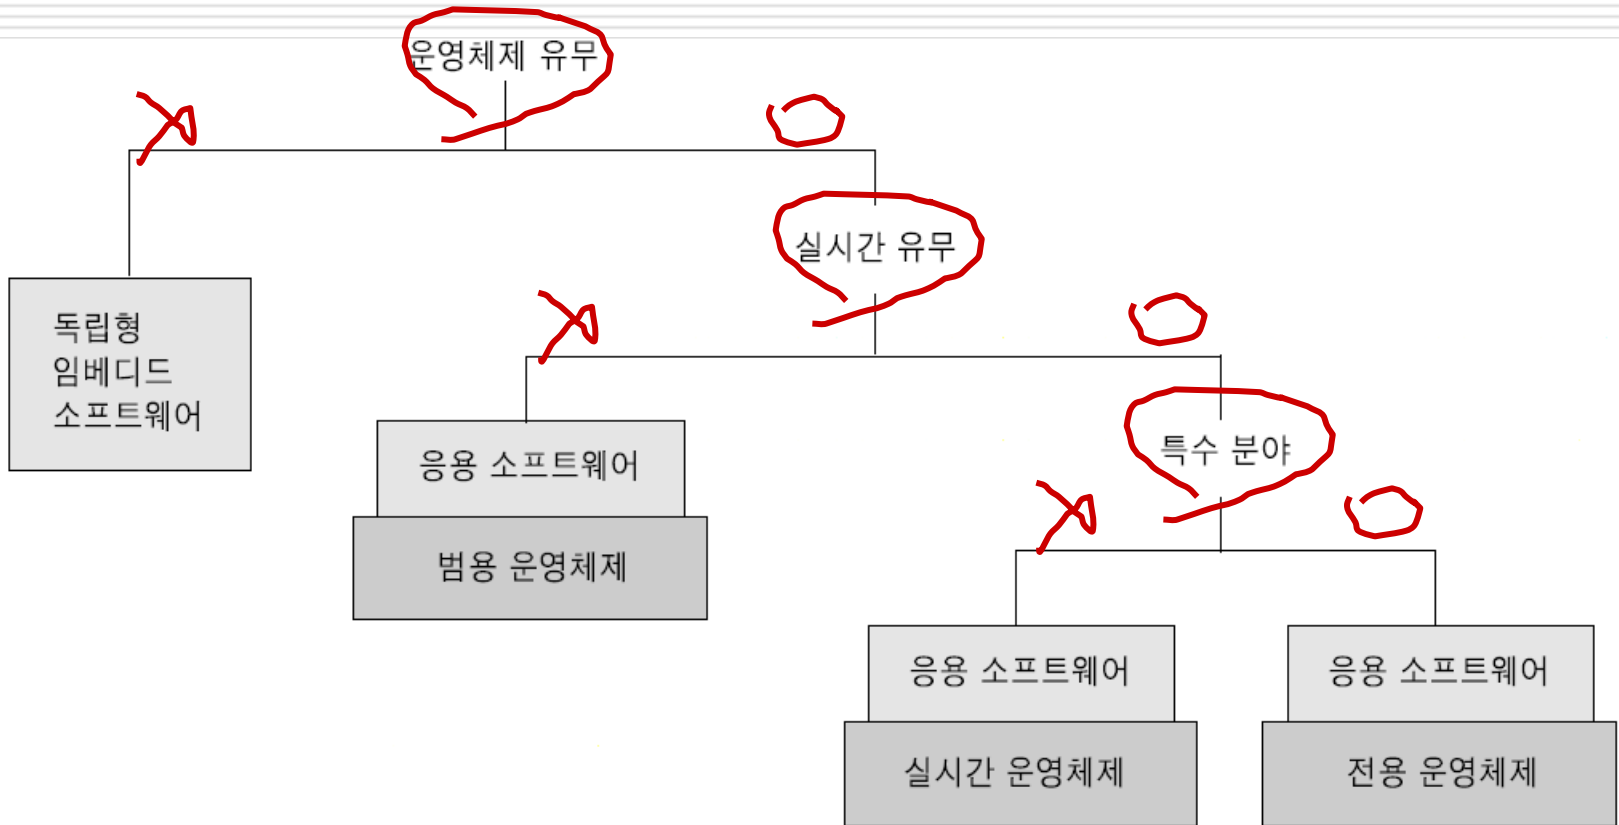 운영체제 유무
실시간 유무
독립형
임베디드
소프트웨어
응용 소프트웨어
범용 운영체제
특수 분야
응용 소프트웨어
실시간 운영체제
응용 소프트웨어
전용 운영체제